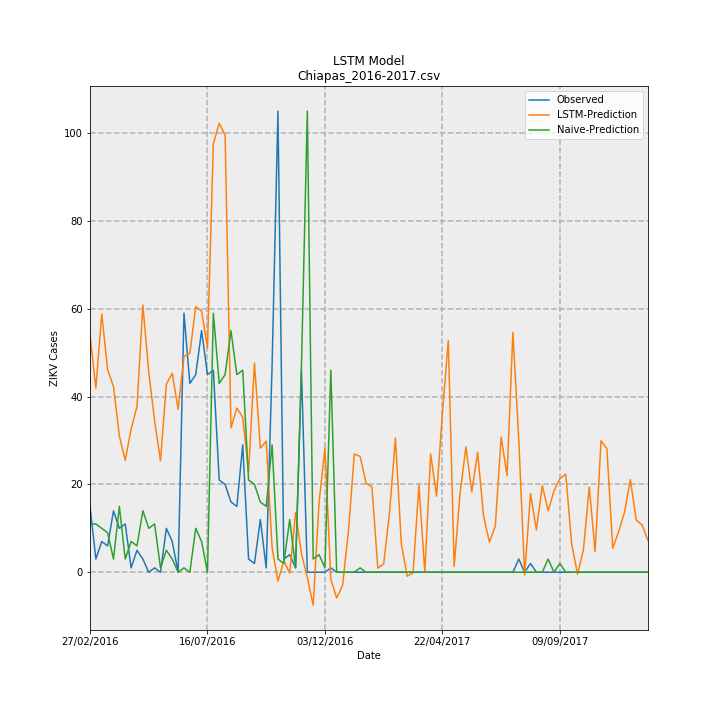 LSTM Model
Chiapas_2016-2017.csv
Observed
LSTM-Prediction
Naive-Prediction
100
80
60
40
20
0
ZIKV Cases
27/02/2016
16/07/2016
03/12/2016
22/04/2017
09/09/2017
Date